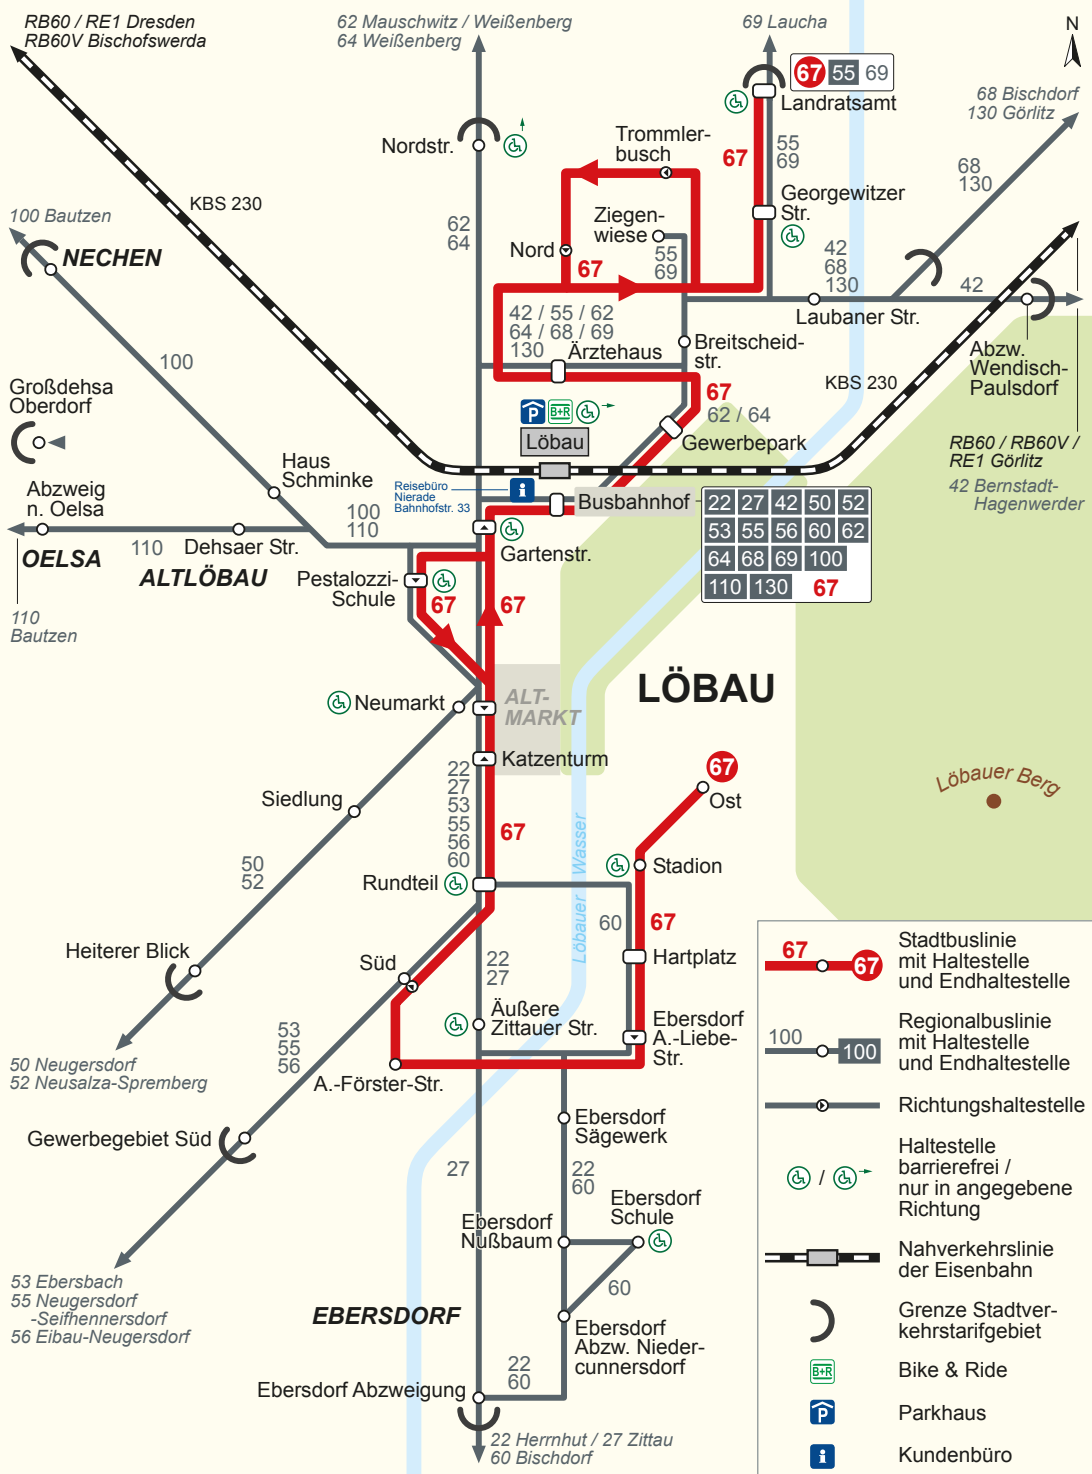 RB60 / RE1 Dresden
RB60V Bischofswerda
62 Mauschwitz / Weißenberg
64 Weißenberg
69 Laucha
N
67 55 69
Landratsamt
68 Bischdorf
130 Görlitz
Nordstr.
Trommler-
busch
67
55
69
68
130
KBS 230
100 Bautzen
NECHEN
62
64
Ziegen-
wiese
Georgewitzer
Str.
Nord
55
69
67
42
68
130
42
Laubaner Str.
42 / 55 / 62
64 / 68 / 69
130
Ärztehaus
Breitscheid-
str.
Abzw.
Wendisch-
Paulsdorf
100
Großdehsa
Oberdorf
67
62 / 64
KBS 230
P
B+R
Löbau
Gewerbepark
RB60 / RB60V /
RE1 Görlitz
42 Bernstadt-
Hagenwerder
Haus
Schminke
Abzweig
n. Oelsa
Reisebüro
Nierade
Bahnhofstr. 33
i
Busbahnhof
22 27 42 50 52
53 55 56 60 62
64 68 69 100
110 130 67
100
110
110
Dehsaer Str.
Gartenstr.
OELSA
ALTLÖBAU
Pestalozzi-
Schule
67
67
110
Bautzen
LÖBAU
ALT-
MARKT
Neumarkt
Katzenturm
67
Ost
Löbauer Berg
22
27
53
55
56
60
Siedlung
67
Löbauer Wasser
Stadion
50
52
Rundteil
60
67
Heiterer Blick
Süd
22
27
Hartplatz
Äußere
Zittauer Str.
Ebersdorf
A.-Liebe-
Str.
53
55
56
50 Neugersdorf
52 Neusalza-Spremberg
A.-Förster-Str.
Gewerbegebiet Süd
Ebersdorf
Sägewerk
27
22
60
Ebersdorf
Schule
Ebersdorf
Nußbaum
60
53 Ebersbach
55 Neugersdorf
-Seifhennersdorf
56 Eibau-Neugersdorf
EBERSDORF
Ebersdorf
Abzw. Nieder-
cunnersdorf
22
60
Ebersdorf Abzweigung
22 Herrnhut / 27 Zittau
60 Bischdorf
67 67
Stadtbuslinie
mit Haltestelle
und Endhaltestelle
100 100
Regionalbuslinie
mit Haltestelle
und Endhaltestelle
Richtungshaltestelle
/
Haltestelle
barrierefrei /
nur in angegebene
Richtung
Nahverkehrslinie
der Eisenbahn
Grenze Stadtver-
kehrstarifgebiet
B+R
Bike & Ride
P
Parkhaus
i
Kundenbüro